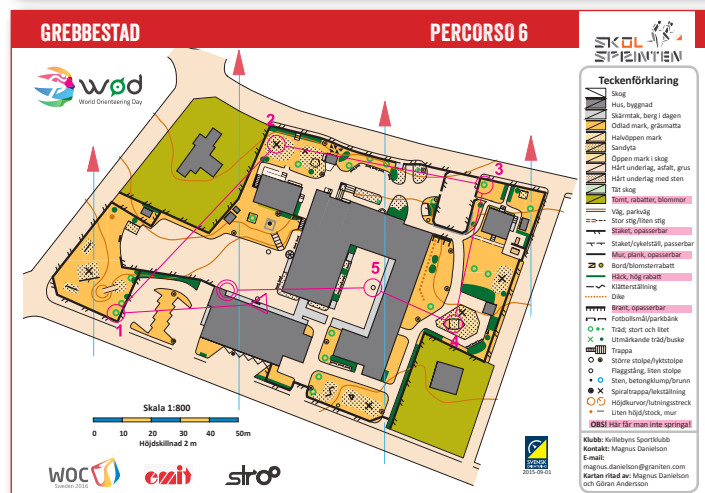 GREBBESTAD
PERCORSO 6
SKOL
SPRINTEN
wod
World Orienteering Day
2
3
5
1
4
Teckenförklaring
Skog
Hus, byggnad
Skärmtak, berg i dagen
Odlad mark, gräsmatta
Halvöppen mark
Sandyta
Öppen mark i skog
Hårt underlag, asfalt, grus
Hårt underlag med sten
Tät skog
Tomt, rabatter, blommor
Väg, parkväg
Stor stig/liten stig
Staket, opasserbar
Staket/cykelställ, passerbar
Mur, plank, opasserbar
Bord/blomsterrabatt
Häck, hög rabatt
Klätterställning
Dike
Brant, opasserbar
Fotbollsmål/parkbänk
Träd; stort och litet
Utmärkande träd/buske
Trappa
Större stolpe/lyktstolpe
Flaggstång, liten stolpe
Sten, betongklump/brunn
Spiraltrappa/lekställning
Höjdkurvor/lutningsstreck
Liten höjd/stock, mur
OBS! Här får man inte springa!
Klubb: Kvillebyns Sportklubb
Kontakt: Magnus Danielson
E-mail:
magnus.danielson@graniten.com
Kartan ritad av: Magnus Danielson
och Göran Andersson
Skala 1:800
0 10 20 30 40 50m
Höjdskillnad 2 m
WOC
Sweden 2016
emit
stroo
SVENSK
ORIENTERING
2015-09-01